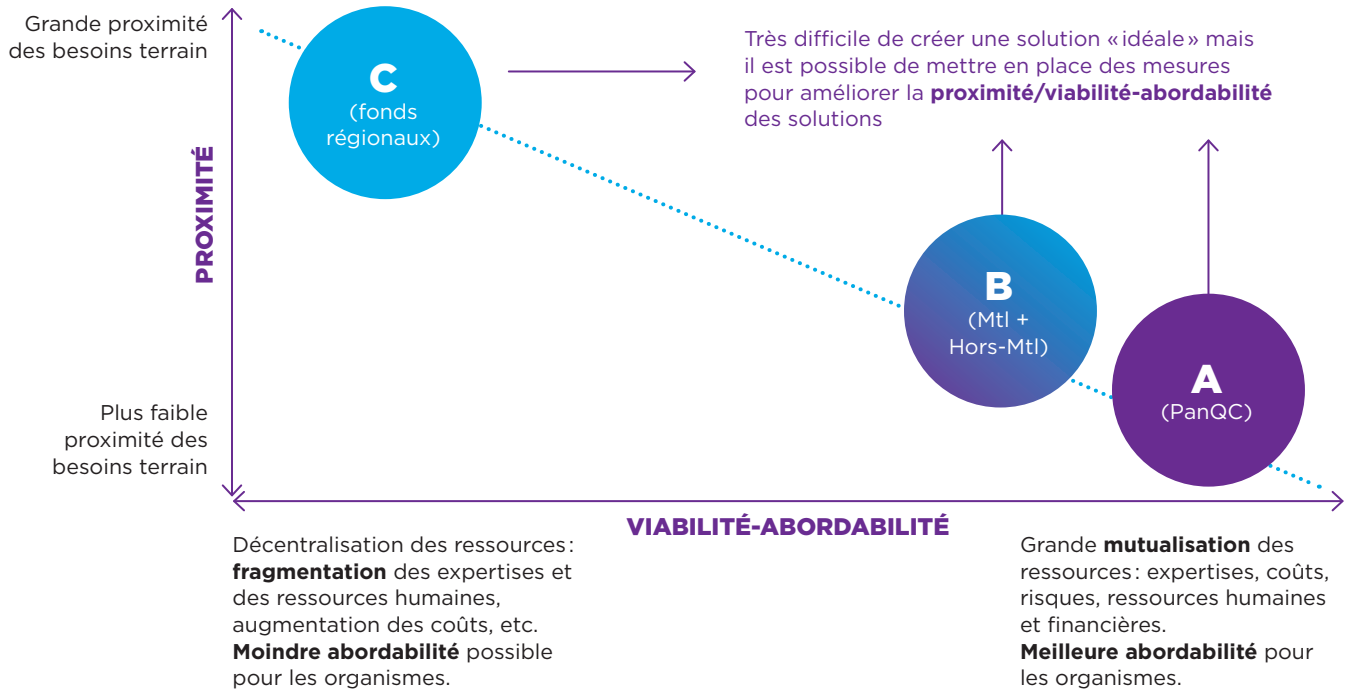 Grande proximité
des besoins terrain
Très difficile de créer une solution «idéale» mais
il est possible de mettre en place des mesures
pour améliorer la proximité/viabilité-abordabilité
des solutions
C
(fonds
régionaux)
PROXIMITÉ
B
(Mtl +
Hors-Mtl)
A
(PanQC)
Plus faible
proximité des
besoins terrain
VIABILITÉ-ABORDABILITÉ
Décentralisation des ressources :
fragmentation des expertises et
des ressources humaines,
augmentation des coûts, etc.
Moindre abordabilité possible
pour les organismes.
Grande mutualisation des
ressources : expertises, coûts,
risques, ressources humaines
et financières.
Meilleure abordabilité pour
les organismes.